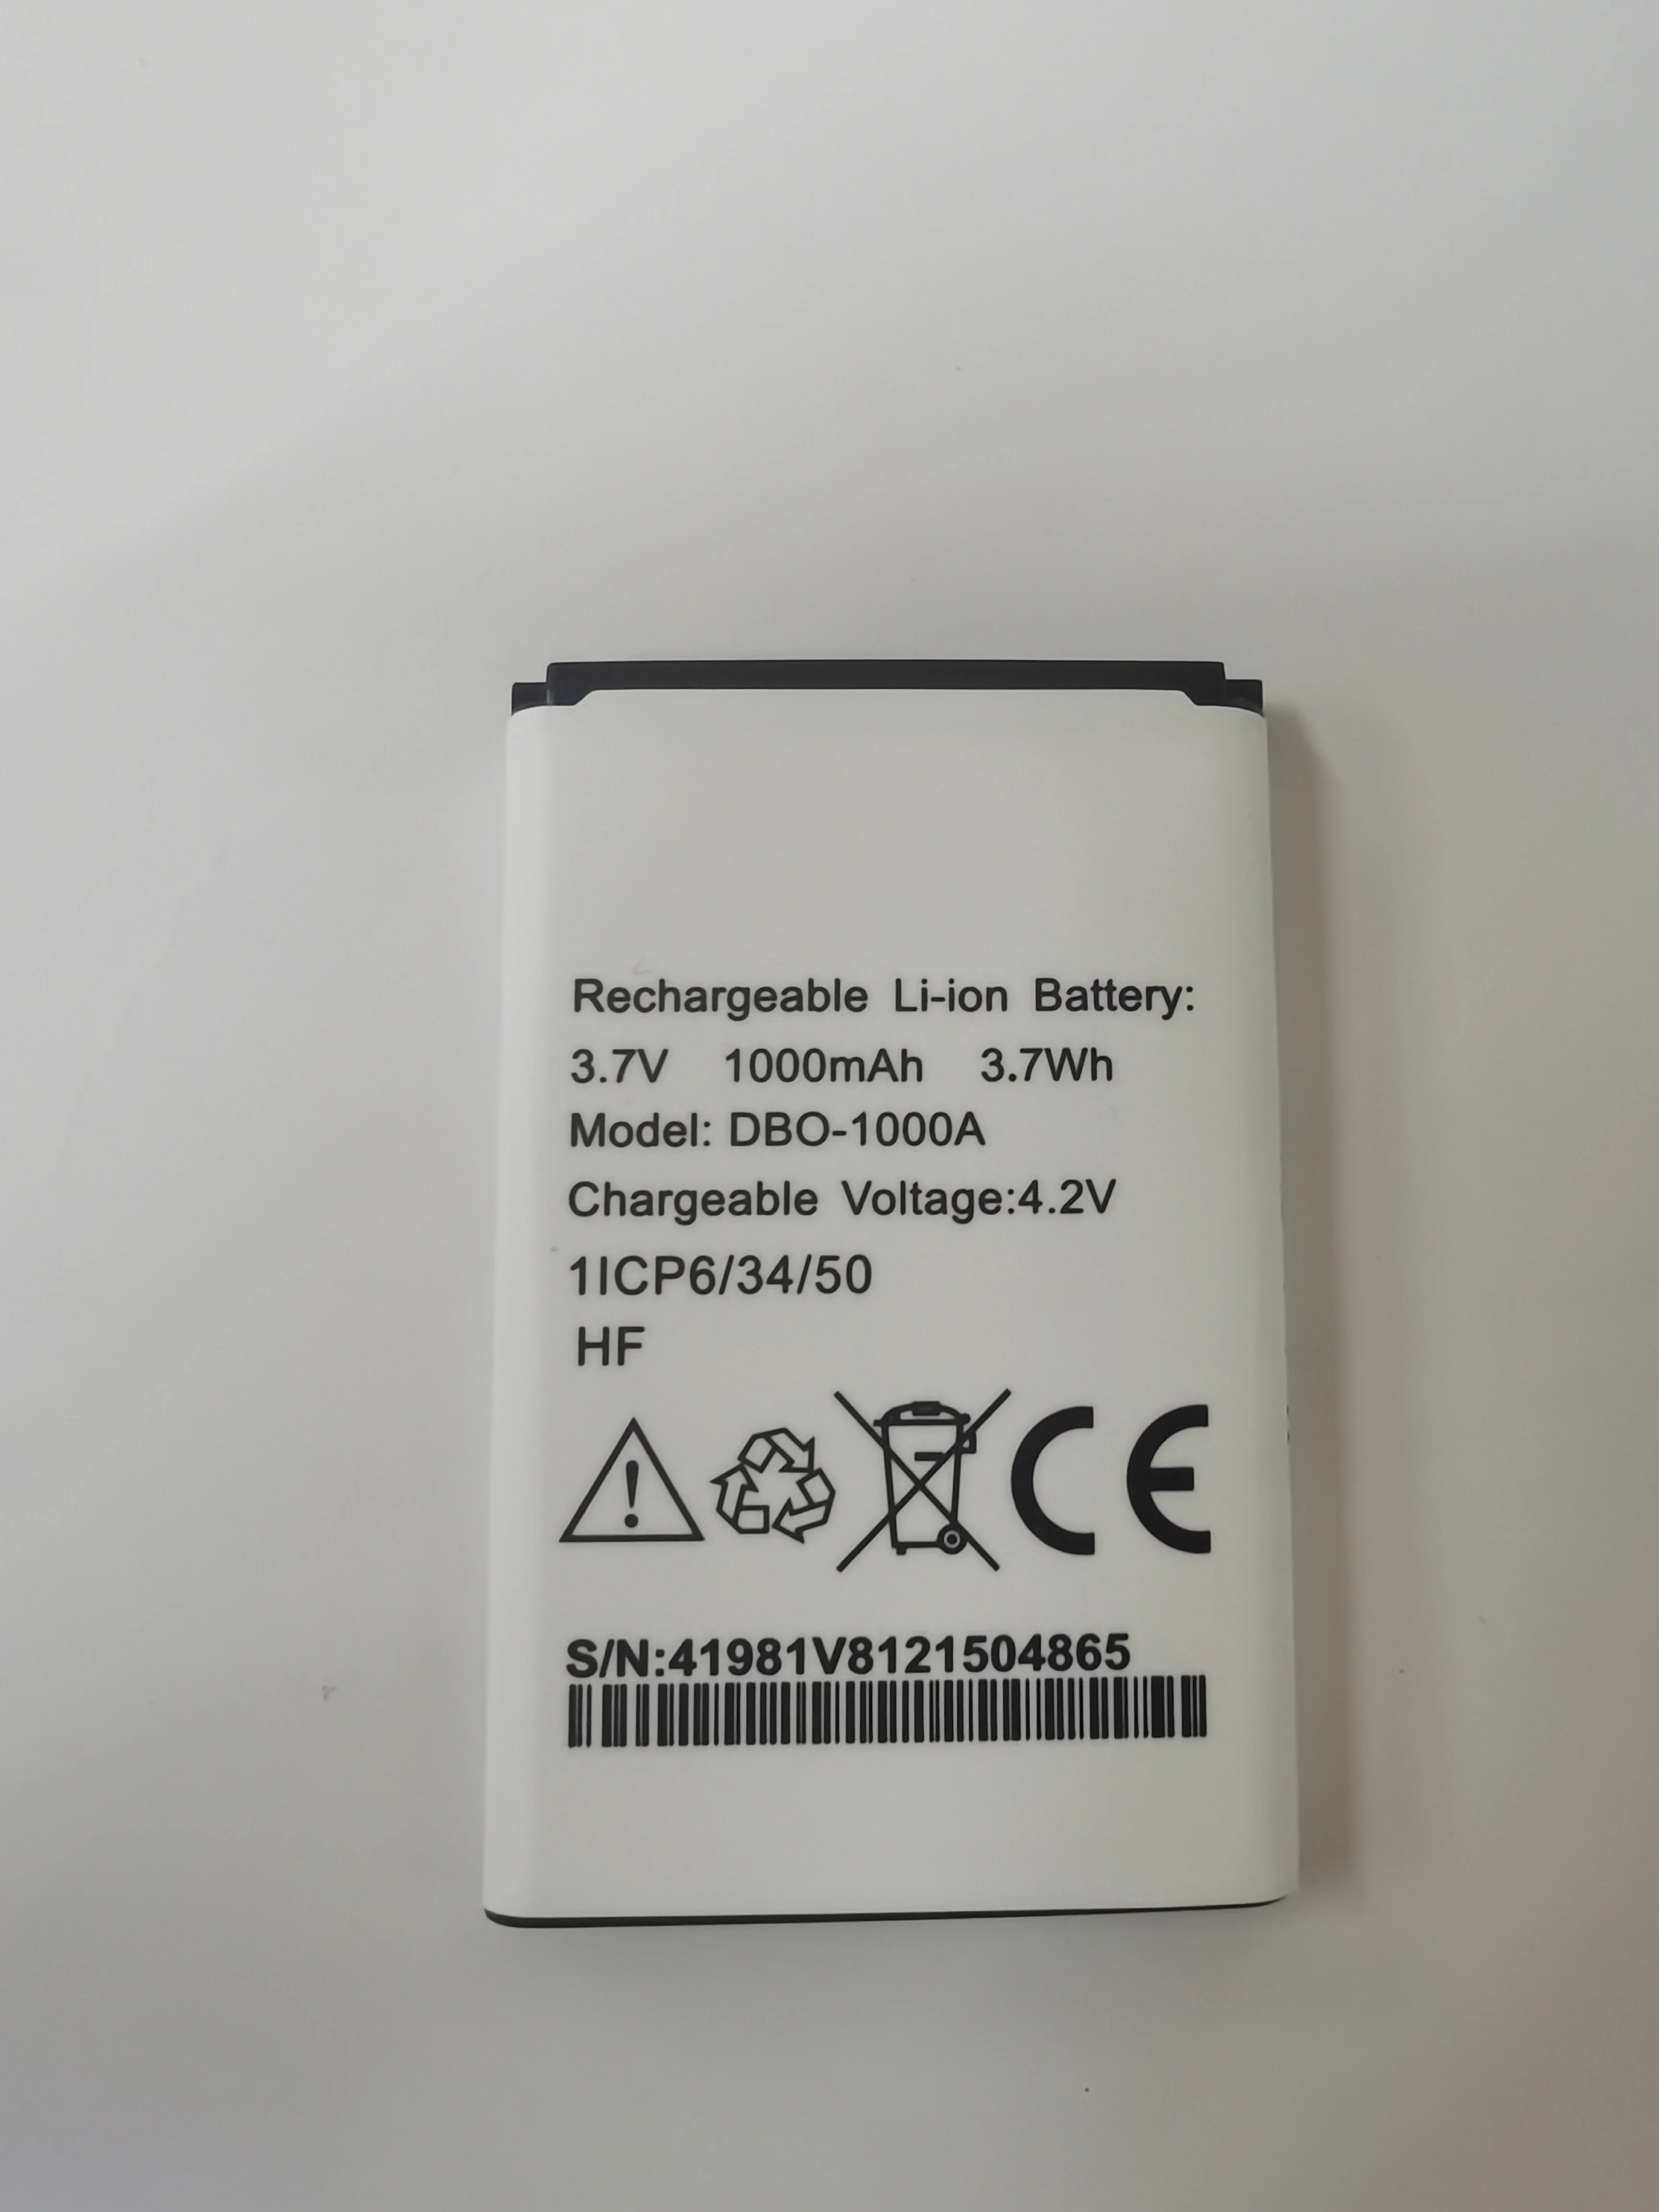 Rechargeable Li-ion Battery:
3.7V 1000mAh 3.7Wh
Model: DBO-1000A
Chargeable Voltage:4.2V
1ICP6/34/50
HF
CE
S/N:41981V8121504865